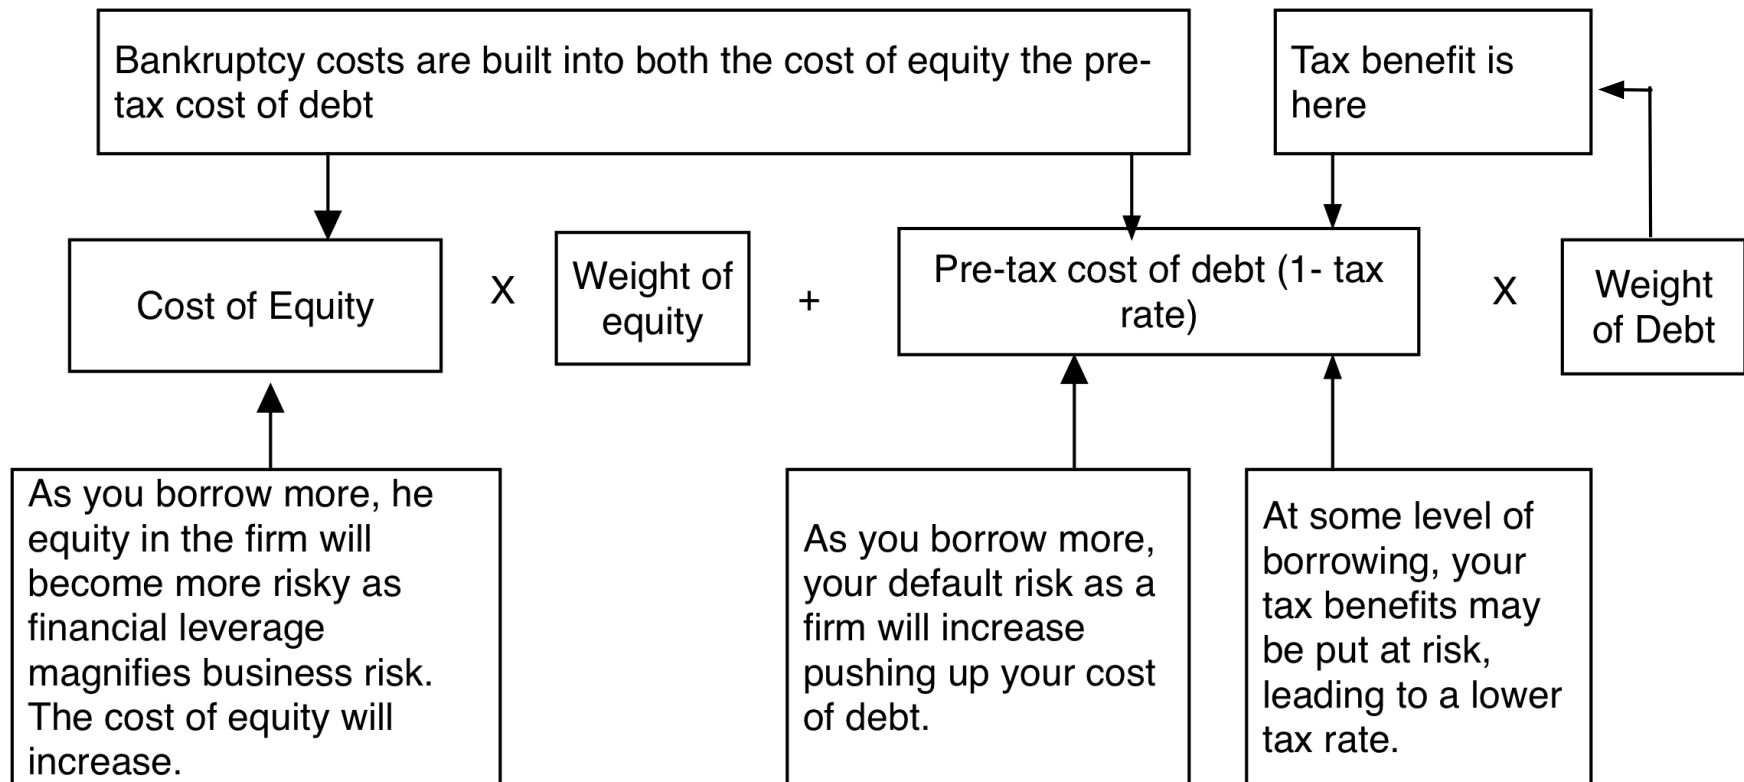 Bankruptcy costs are built into both the cost of equity the pre-
tax cost of debt
Tax benefit is
here
Cost of Equity
X
Weight of
equity
+
Pre-tax cost of debt (1- tax
rate)
X
Weight
of Debt
As you borrow more, he
equity in the firm will
become more risky as
financial leverage
magnifies business risk.
The cost of equity will
increase.
As you borrow more,
your default risk as a
firm will increase
pushing up your cost
of debt.
At some level of
borrowing, your
tax benefits may
be put at risk,
leading to a lower
tax rate.